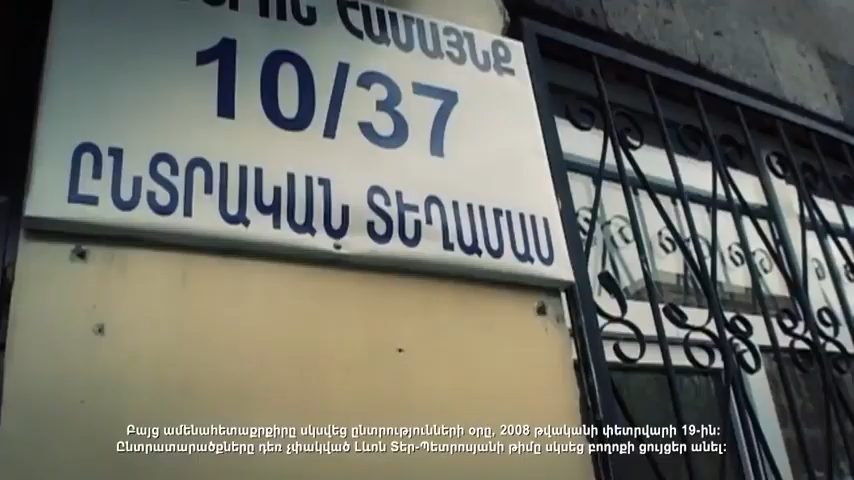 ՀԱՄԱՅՆՔ
10/37
ԸՆՏՐԱԿԱՆ ՏԵՂԱՄԱՍ
Բայց ամենահետաքրքիրը սկսվեց ընտրությունների օրը, 2008 թվականի փետրվարի 19-ին:
Ընտրատարածքները դեռ չփակված Լևոն Տեր-Պետրոսյանի թիմը սկսեց բողոքի ցույցեր անել: